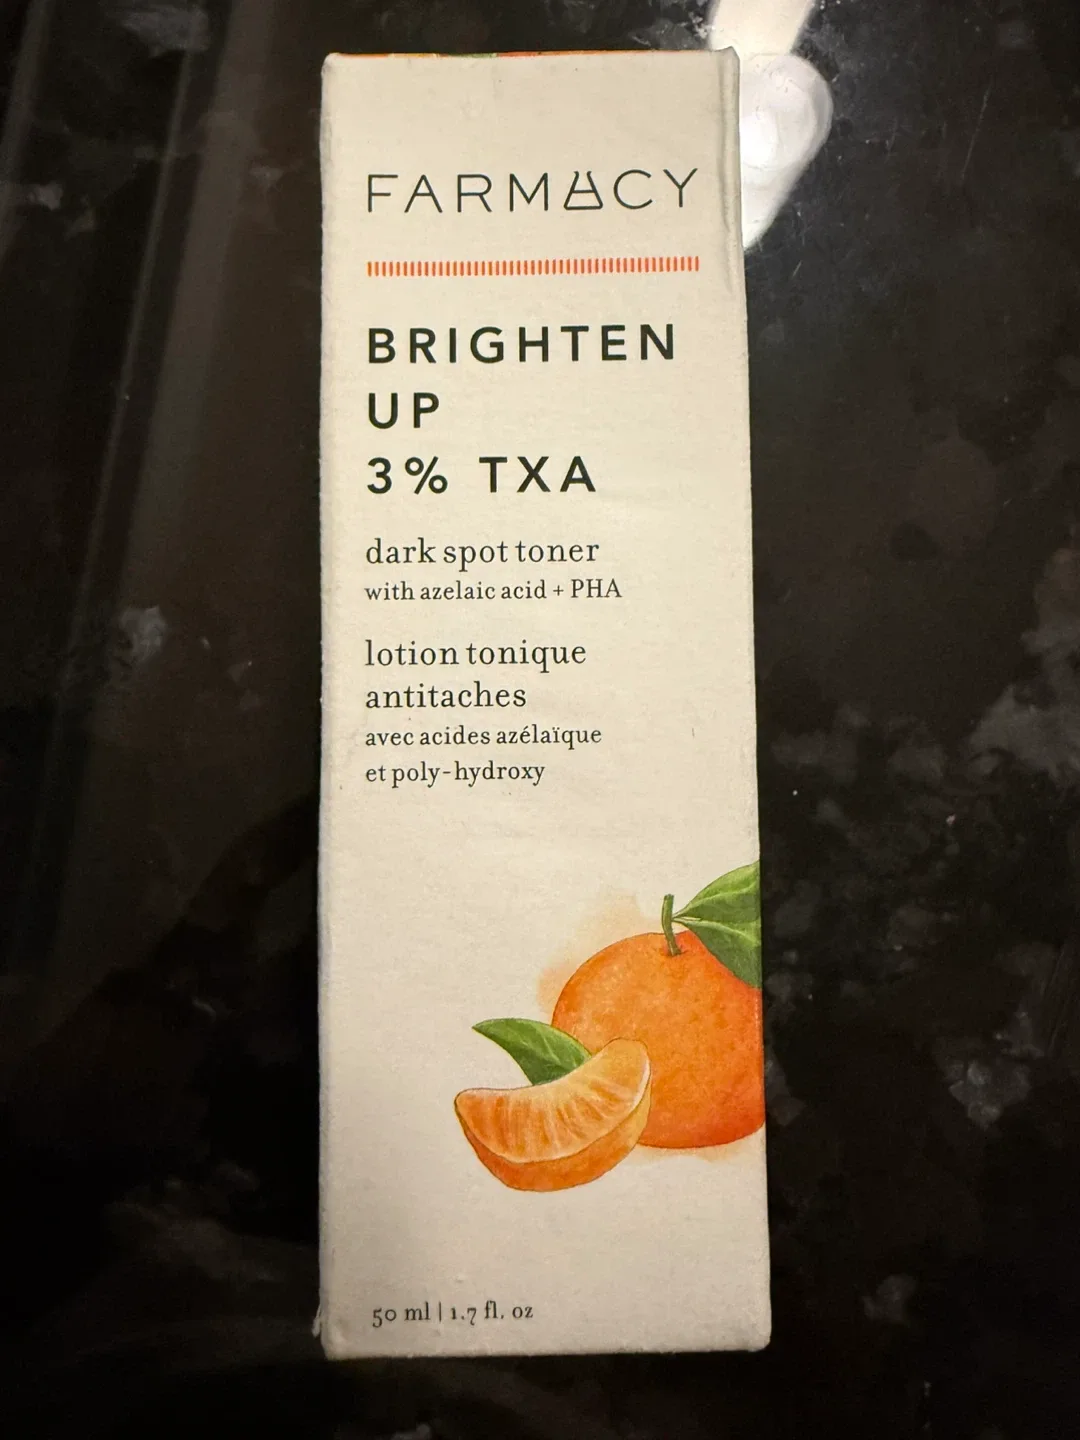 FARMACY
BRIGHTEN
UP
3% TXA
dark spot toner
with azelaic acid + PHA
lotion tonique
antitaches
avec acides azélaïque
et poly-hydroxy
50 ml | 1.7 fl. oz